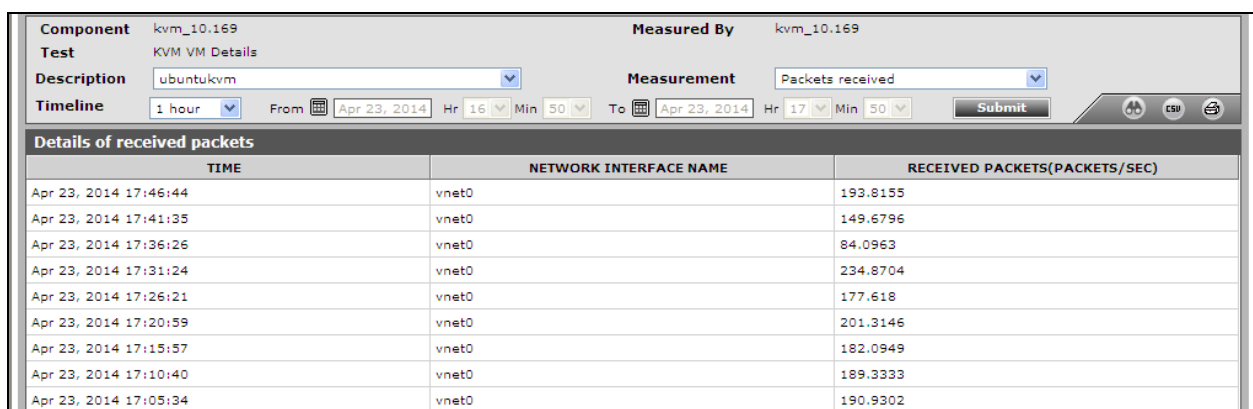 Component kvm_10.169 Measured By kvm_10.169
Test KVM VM Details
Description ubuntukvm Measurement Packets received
Timeline 1 hour From Apr 23, 2014 Hr 16 Min 50 To Apr 23, 2014 Hr 17 Min 50 Submit CSV
Details of received packets
TIME NETWORK INTERFACE NAME RECEIVED PACKETS(PACKETS/SEC)
Apr 23, 2014 17:46:44 vnet0 193.8155
Apr 23, 2014 17:41:35 vnet0 149.6796
Apr 23, 2014 17:36:26 vnet0 84.0963
Apr 23, 2014 17:31:24 vnet0 234.8704
Apr 23, 2014 17:26:21 vnet0 177.618
Apr 23, 2014 17:20:59 vnet0 201.3146
Apr 23, 2014 17:15:57 vnet0 182.0949
Apr 23, 2014 17:10:40 vnet0 189.3333
Apr 23, 2014 17:05:34 vnet0 190.9302